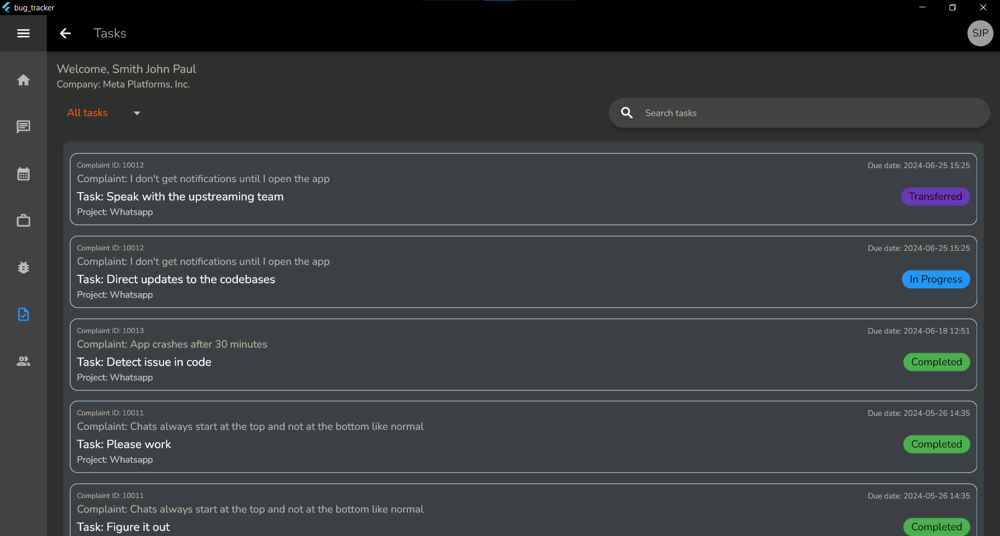 bug_tracker
Tasks
SJP
Welcome, Smith John Paul
Company: Meta Platforms, Inc.
All tasks
Search tasks
Complaint ID: 10012
Due date: 2024-06-25 15:25
Complaint: I don't get notifications until I open the app
Task: Speak with the upstreaming team
Transferred
Project: Whatsapp
Complaint ID: 10012
Due date: 2024-06-25 15:25
Complaint: I don't get notifications until I open the app
Task: Direct updates to the codebases
In Progress
Project: Whatsapp
Complaint ID: 10013
Due date: 2024-06-18 12:51
Complaint: App crashes after 30 minutes
Task: Detect issue in code
Completed
Project: Whatsapp
Complaint ID: 10011
Due date: 2024-05-26 14:35
Complaint: Chats always start at the top and not at the bottom like normal
Task: Please work
Completed
Project: Whatsapp
Complaint ID: 10011
Due date: 2024-05-26 14:35
Complaint: Chats always start at the top and not at the bottom like normal
Task: Figure it out
Completed